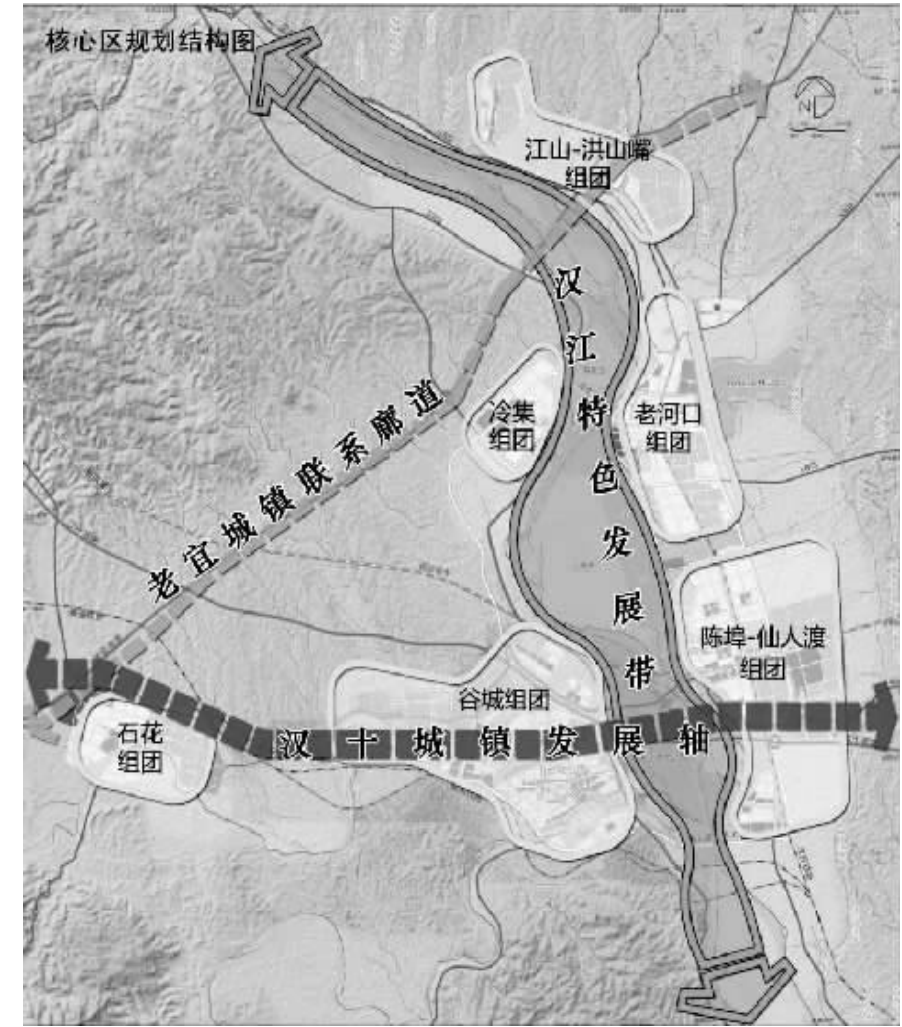 核心区规划结构图
江山-洪山嘴
组团
汉江特色发展带
冷集
组团
老河口
组团
老宜城镇联系廊道
陈埠-仙人渡
组团
谷城组团
石花
组团
汉十城镇发展轴